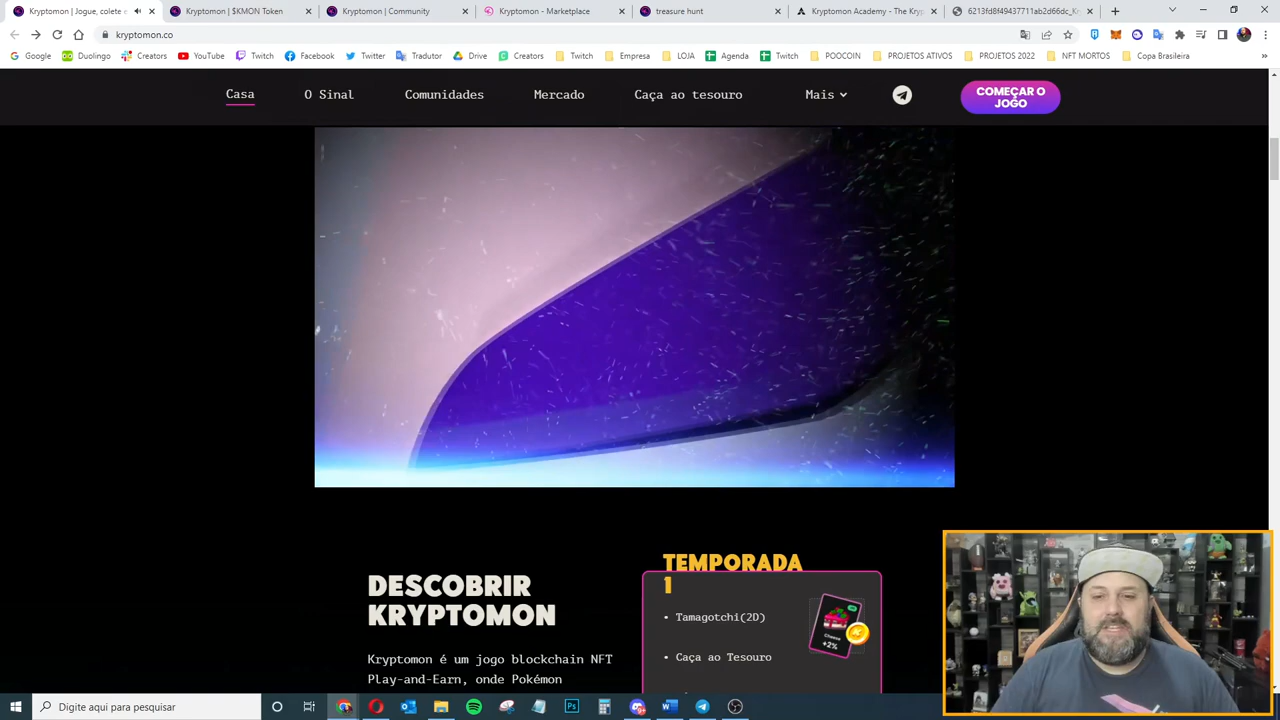 Kryptomon | Jogue, colete e
Kryptomon | $KMON Token
Kryptomon | Community
Kryptomon - Marketplace
treasure hunt
Kryptomon Academy - The Kryp
6213fd8f49437711ab2d66dc_Kr
kryptomon.co
Google
Duolingo
Creators
YouTube
Twitch
Facebook
Twitter
Tradutor
Drive
Creators
Twitch
Empresa
LOJA
Agenda
Twitch
POOCOIN
PROJETOS ATIVOS
PROJETOS 2022
NFT MORTOS
Copa Brasileira
Casa
O Sinal
Comunidades
Mercado
Caça ao tesouro
Mais
COMEÇAR O
JOGO
DESCOBRIR
KRYPTOMON
Kryptomon é um jogo blockchain NFT
Play-and-Earn, onde Pokémon
TEMPORADA
1
• Tamagotchi(2D)
• Caça ao Tesouro
+2%
Digite aqui para pesquisar